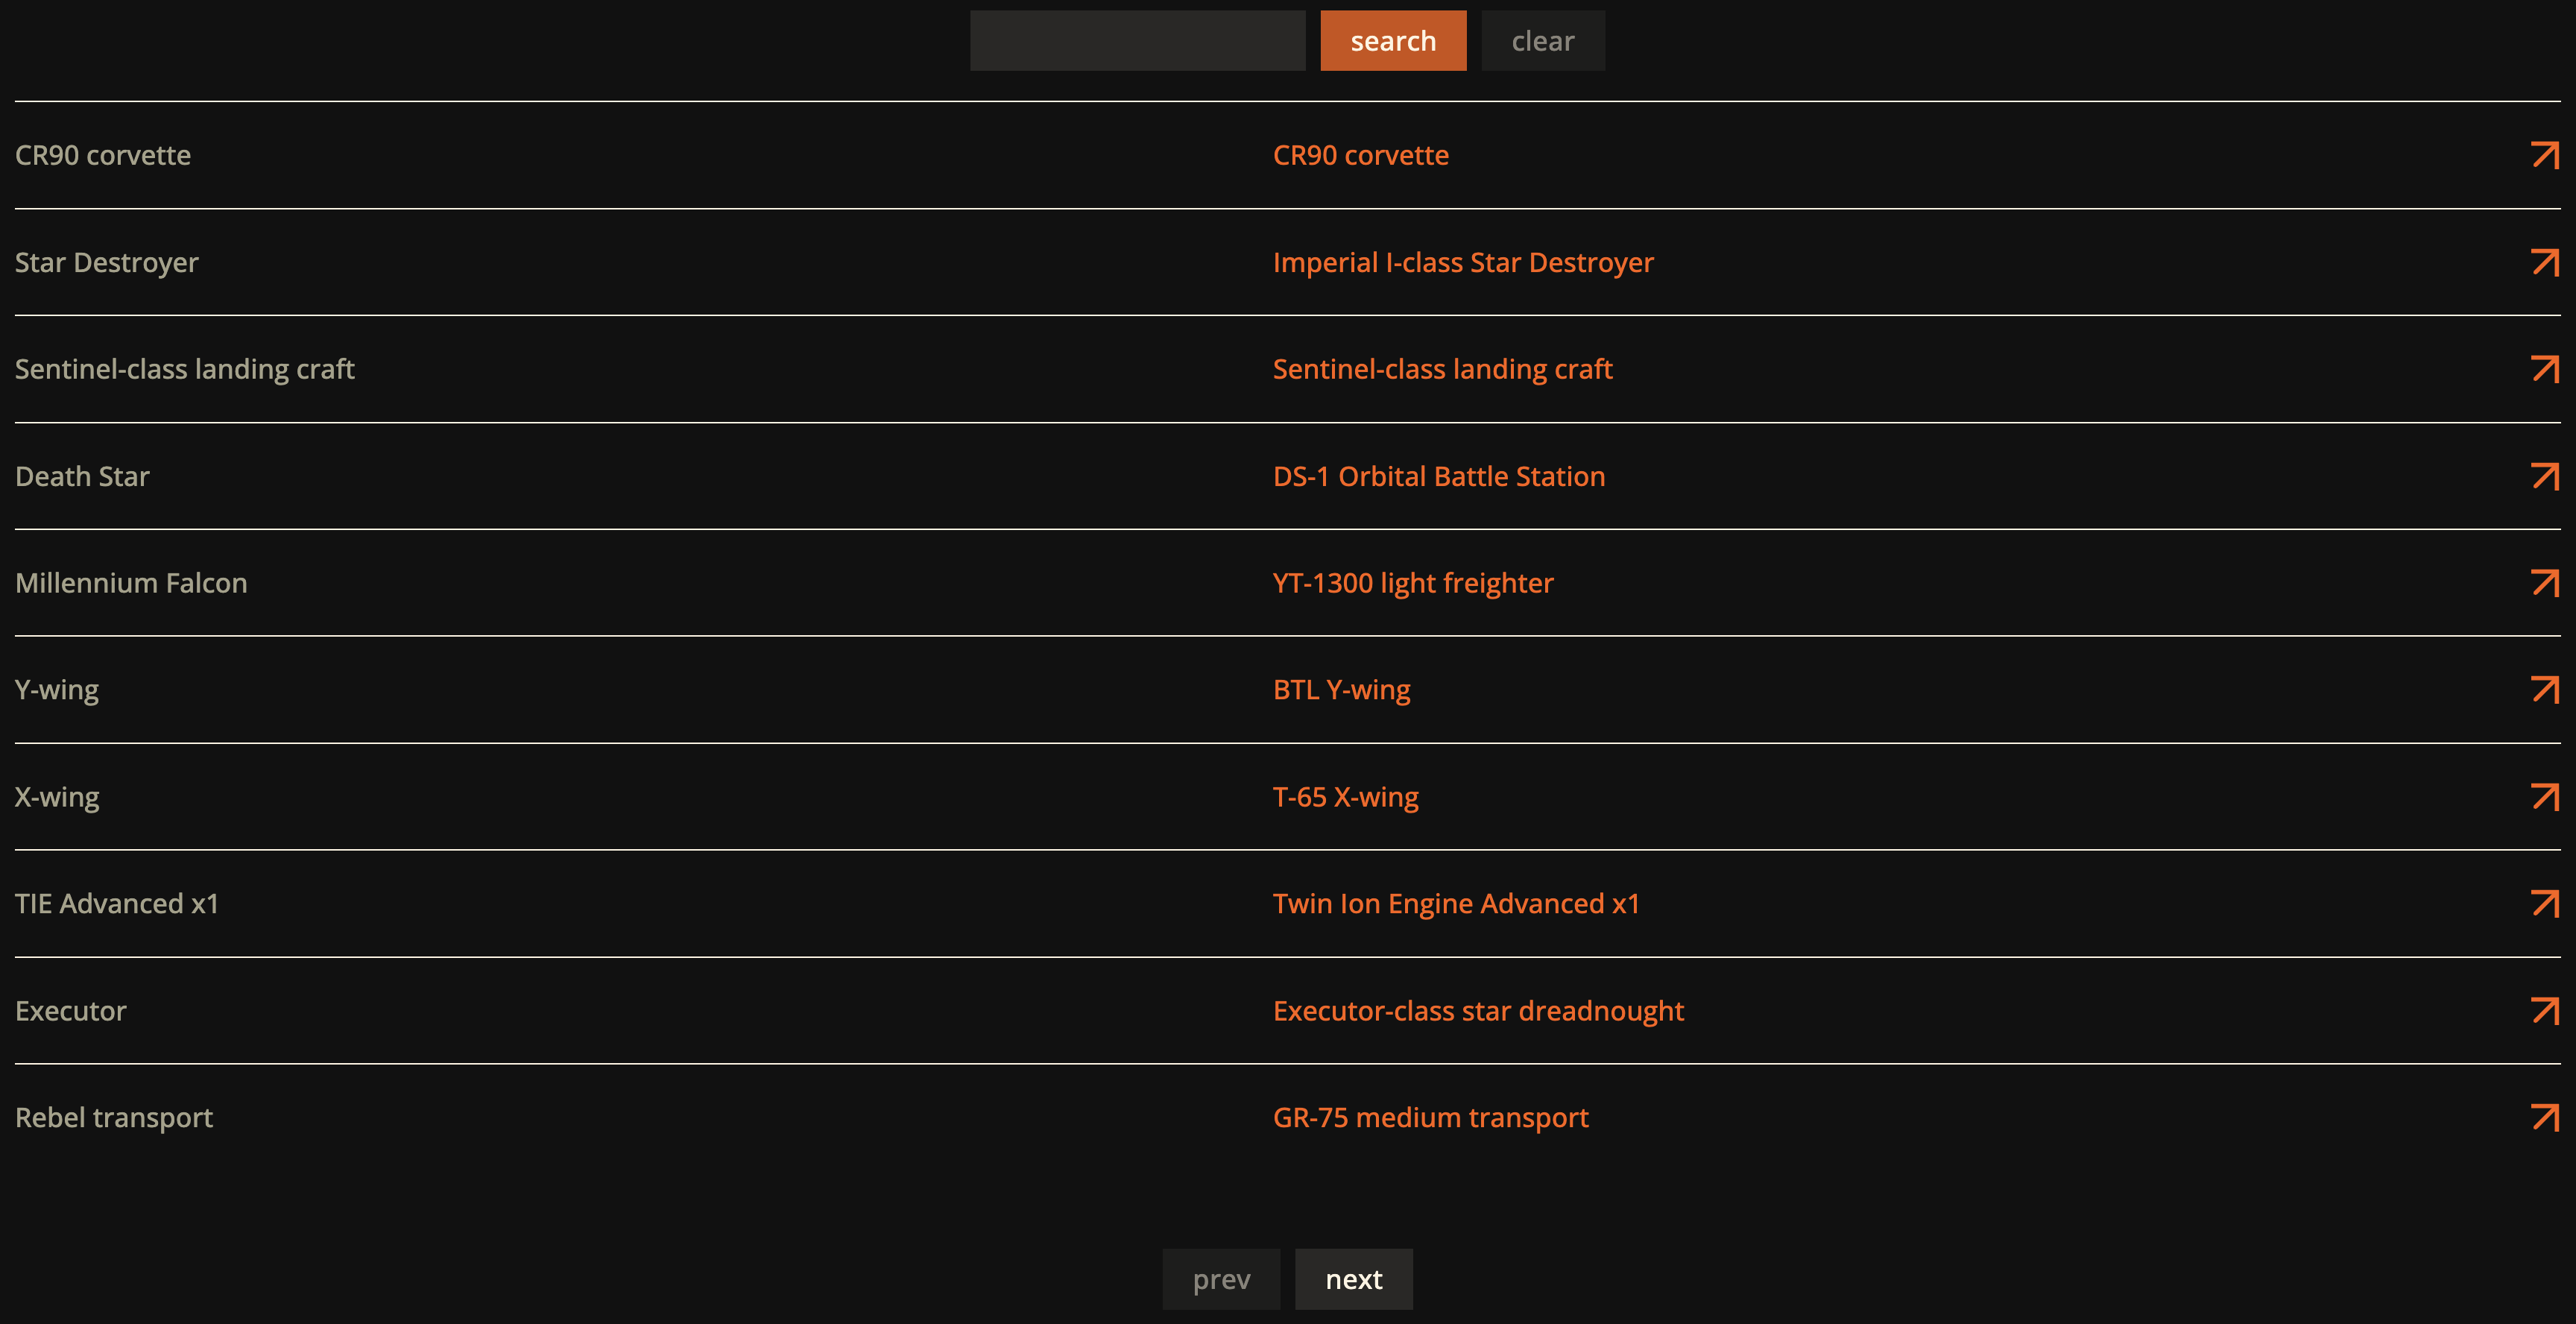 search clear
CR90 corvette CR90 corvette
Star Destroyer Imperial I-class Star Destroyer
Sentinel-class landing craft Sentinel-class landing craft
Death Star DS-1 Orbital Battle Station
Millennium Falcon YT-1300 light freighter
Y-wing BTL Y-wing
X-wing T-65 X-wing
TIE Advanced x1 Twin Ion Engine Advanced x1
Executor Executor-class star dreadnought
Rebel transport GR-75 medium transport
prev next